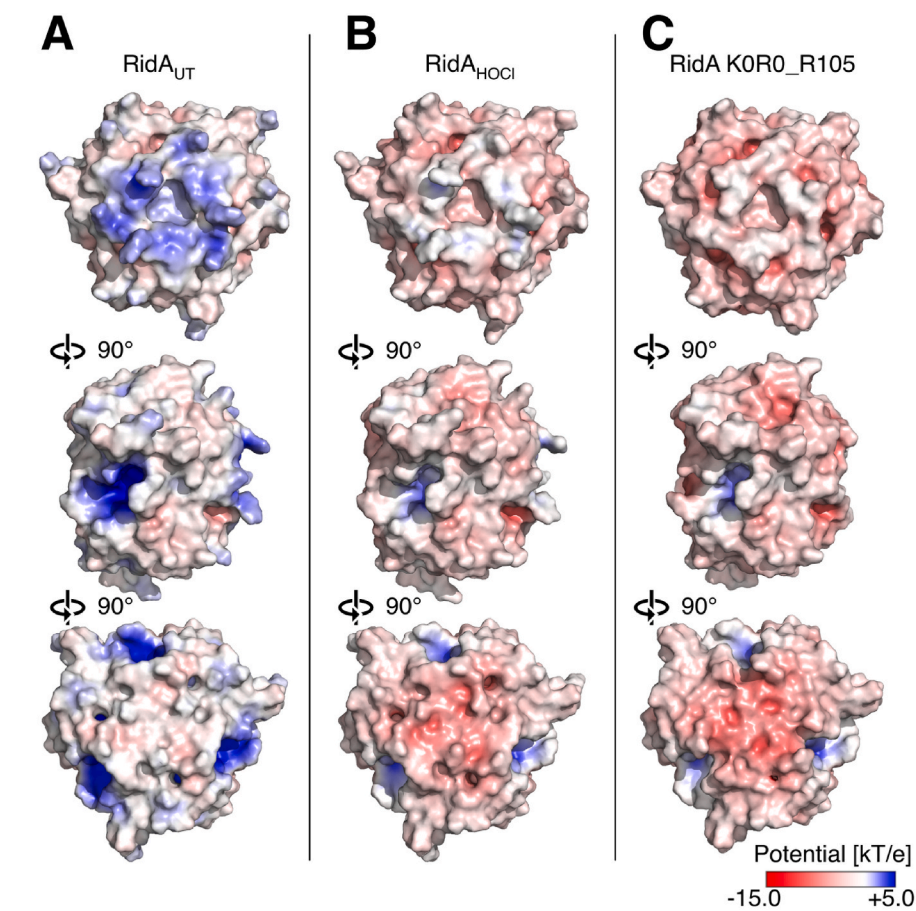 A B C
RidA_UT RidA_HOCl RidA K0R0_R105
90° 90° 90°
90° 90° 90°
Potential [kT/e]
-15.0 +5.0